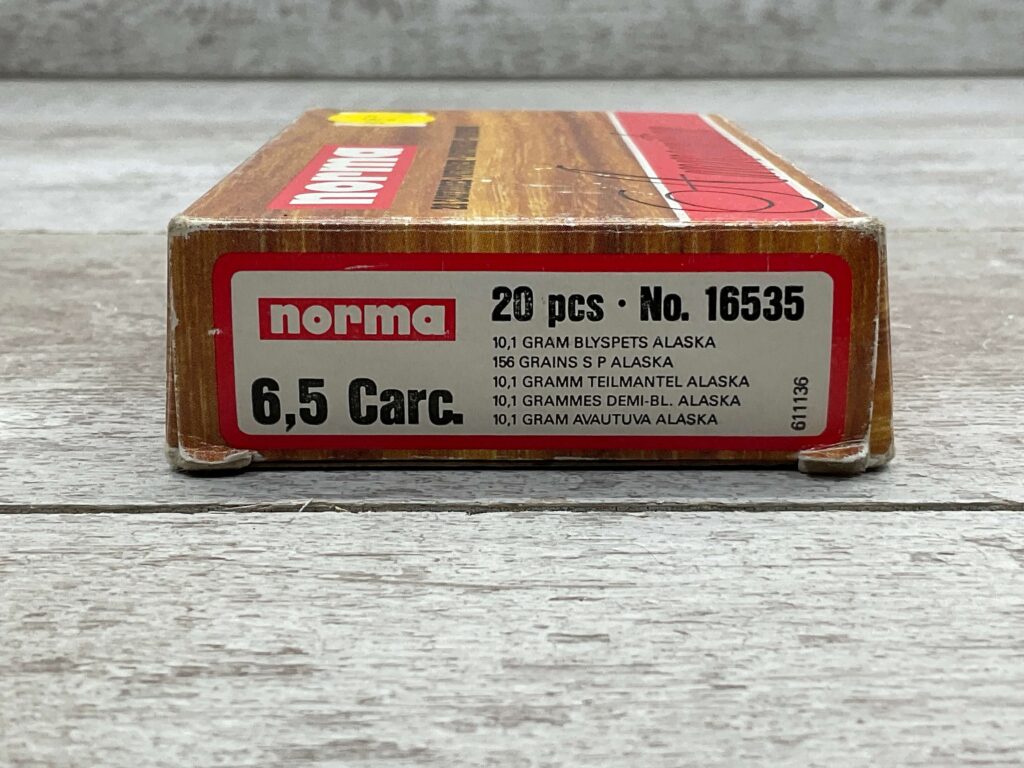 norma
norma
20 pcs · No. 16535
10,1 GRAM BLYSPETS ALASKA
156 GRAINS S P ALASKA
10,1 GRAMM TEILMANTEL ALASKA
10,1 GRAMMES DEMI-BL. ALASKA
10,1 GRAM AVAUTUVA ALASKA
6,5 Carc.
611136